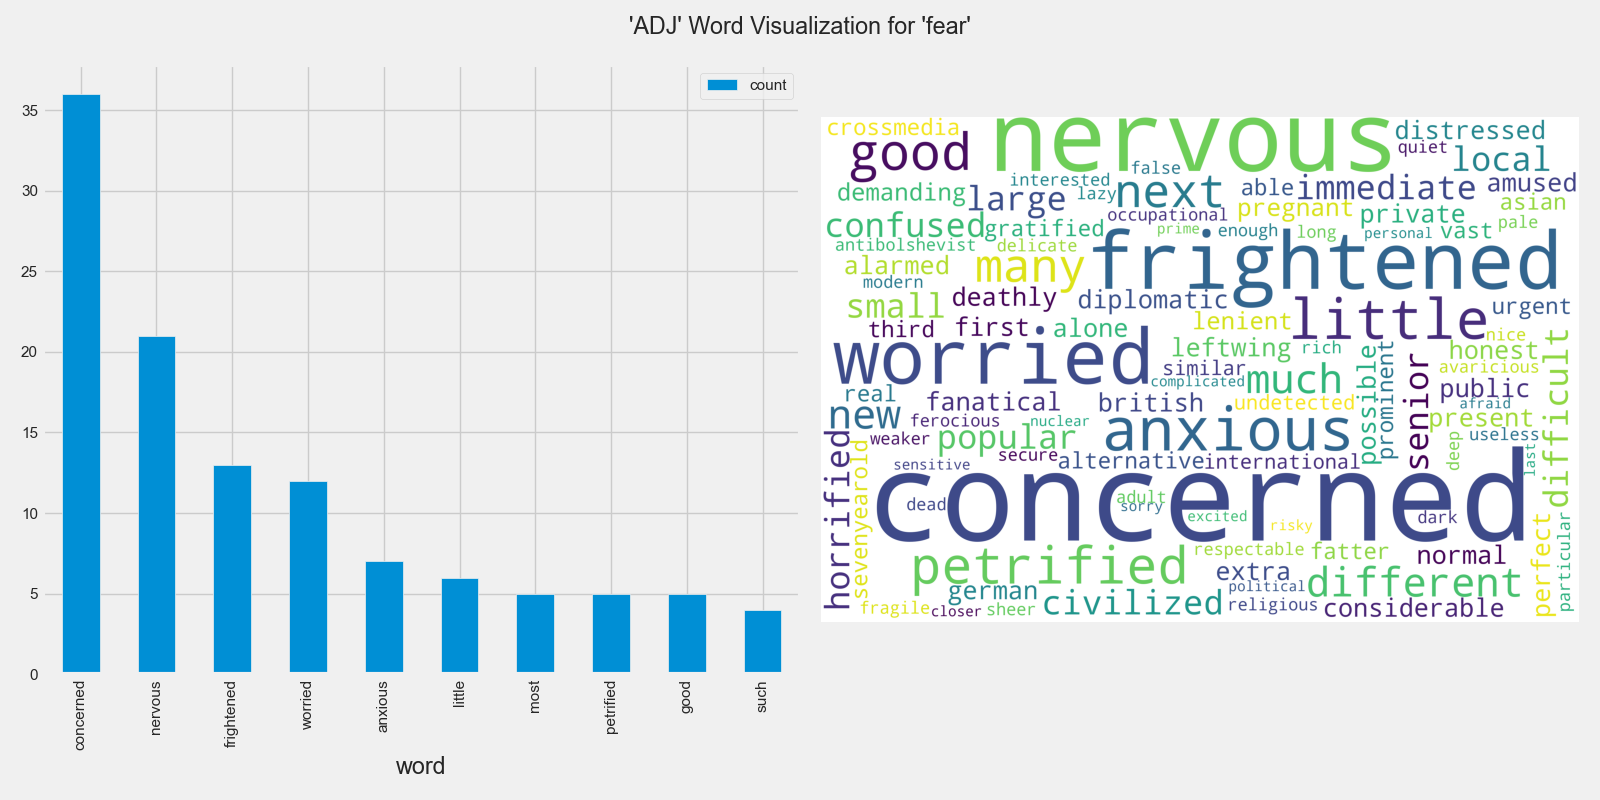 'ADJ' Word Visualization for 'fear'
count
35
30
25
20
15
10
5
0
concerned
nervous
frightened
worried
anxious
little
most
petrified
good
such
word
crossmedia
nervous
distressed
good
quiet
local
false
interested
demanding
large
lazy
next
able
immediate
amused
asian
confused
gratified
occupational
pregnant
private
pale
antibolshevist
delicate
prime
enough
long
personal
vast
alarmed
many
frightened
modern
small
deathly
diplomatic
little
urgent
third
first
alone
lenient
nice
worried
leftwing
rich
possible
prominent
senior
honest
difficult
similar
complicated
much
avaricious
real
fanatical
british
undetected
public
afraid
new
ferocious
nuclear
anxious
present
weaker
popular
useless
horrified
sevenyearold
secure
alternative
international
deep
last
sensitive
concerned
dead
adult
sorry
excited
risky
dark
perfect
particular
petrified
respectable
fatter
normal
german
extra
political
different
fragile
closer
sheer
civilized
religious
considerable